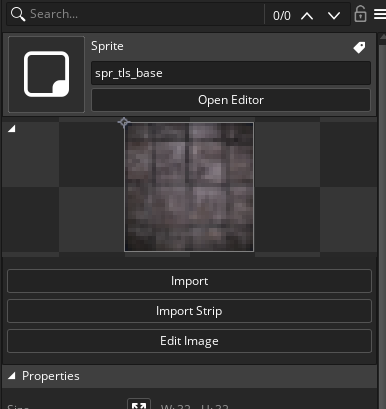 Search...
0/0
Sprite
spr_tls_base
Open Editor
Import
Import Strip
Edit Image
Properties